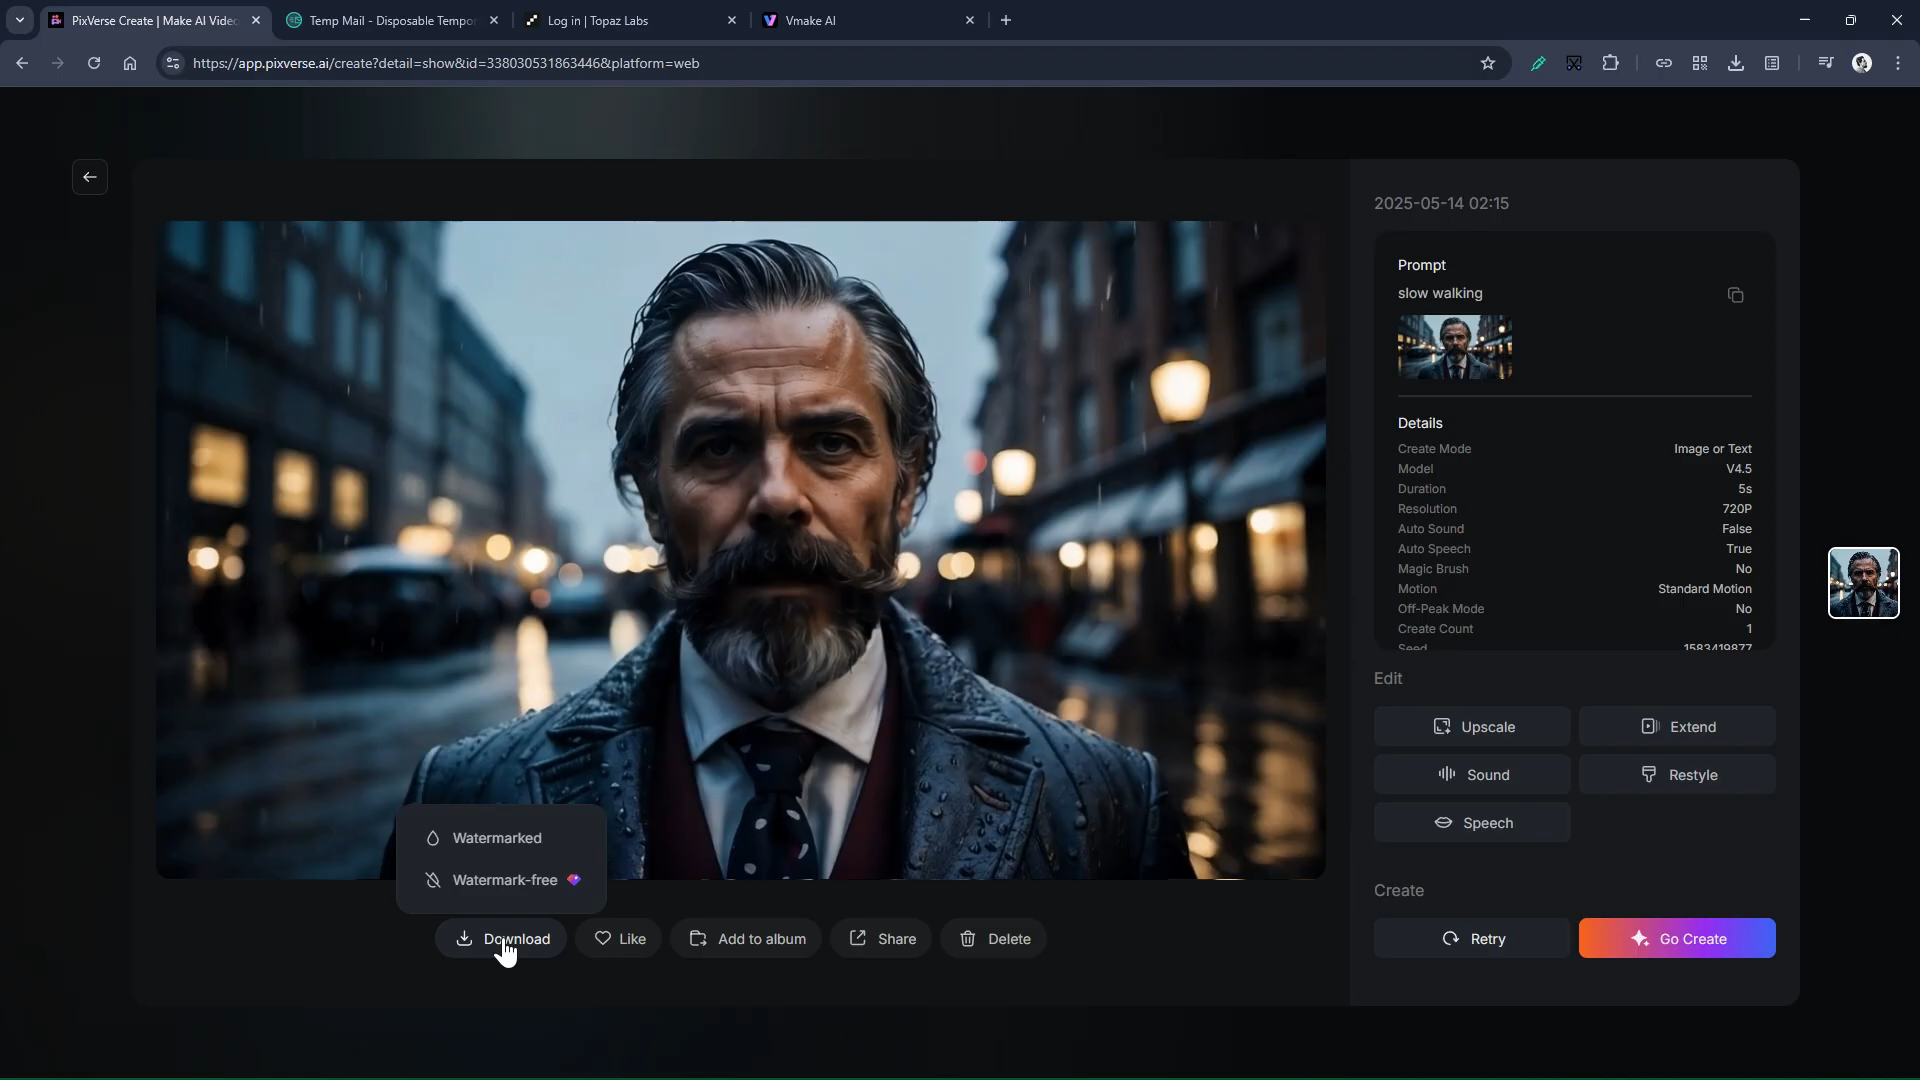 PixVerse Create | Make AI Video
Temp Mail - Disposable Tempor
Log in | Topaz Labs
Vmake AI
https://app.pixverse.ai/create?detail=show&id=338030531863446&platform=web
2025-05-14 02:15
Prompt
slow walking
Details
Create Mode Image or Text
Model V4.5
Duration 5s
Resolution 720P
Auto Sound False
Auto Speech True
Magic Brush No
Motion Standard Motion
Off-Peak Mode No
Create Count 1
Seed 1583419877
Edit
Upscale Extend
Sound Restyle
Speech
Watermarked
Watermark-free
Create
Download Like Add to album Share Delete
Retry Go Create